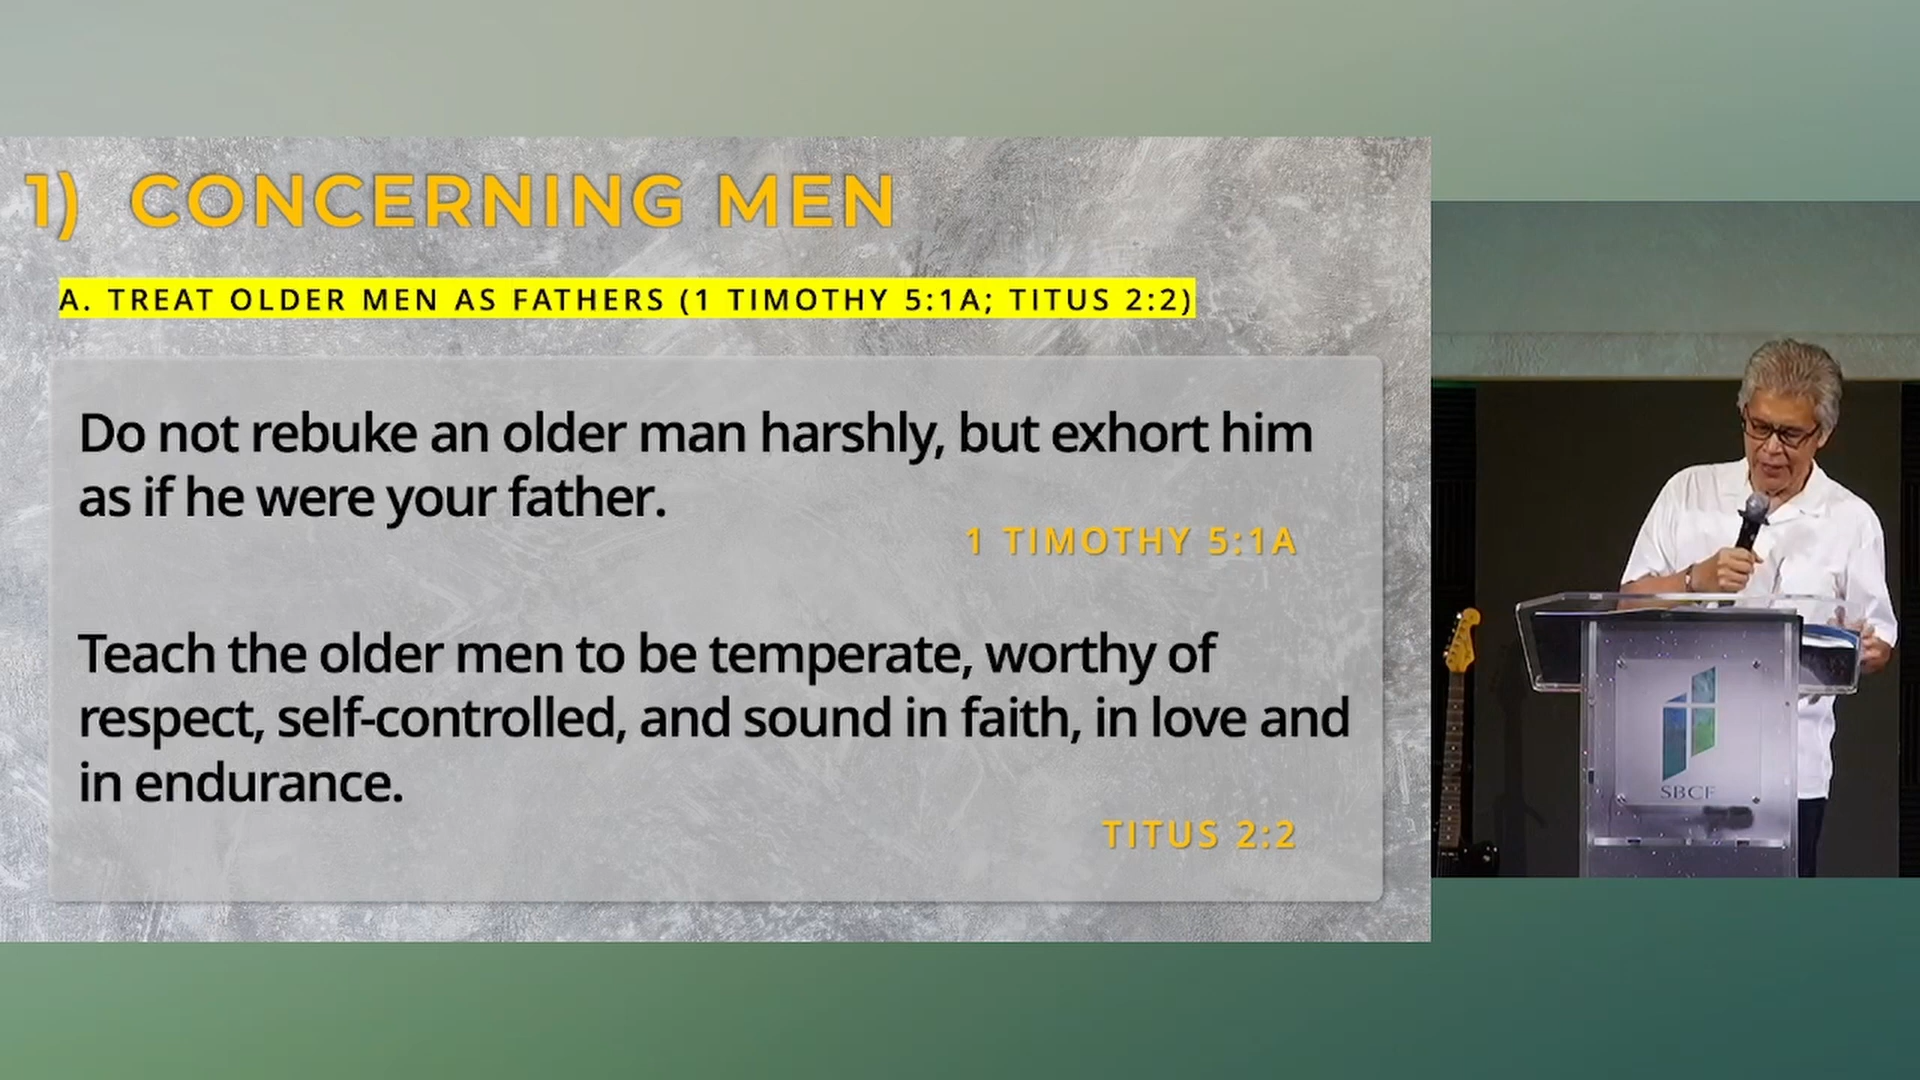 1) CONCERNING MEN
A. TREAT OLDER MEN AS FATHERS (1 TIMOTHY 5:1A; TITUS 2:2)
Do not rebuke an older man harshly, but exhort him
as if he were your father.
1 TIMOTHY 5:1A
Teach the older men to be temperate, worthy of
respect, self-controlled, and sound in faith, in love and
in endurance.
TITUS 2:2
SBCF